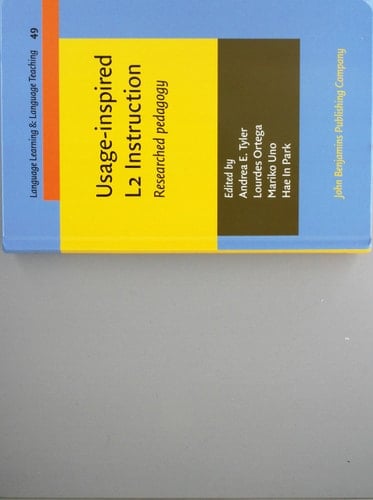 Language Learning & Language Teaching 49
Usage-inspired
L2 Instruction
Researched pedagogy
Edited by
Andrea E. Tyler
Lourdes Ortega
Mariko Uno
Hae In Park
John Benjamins Publishing Company